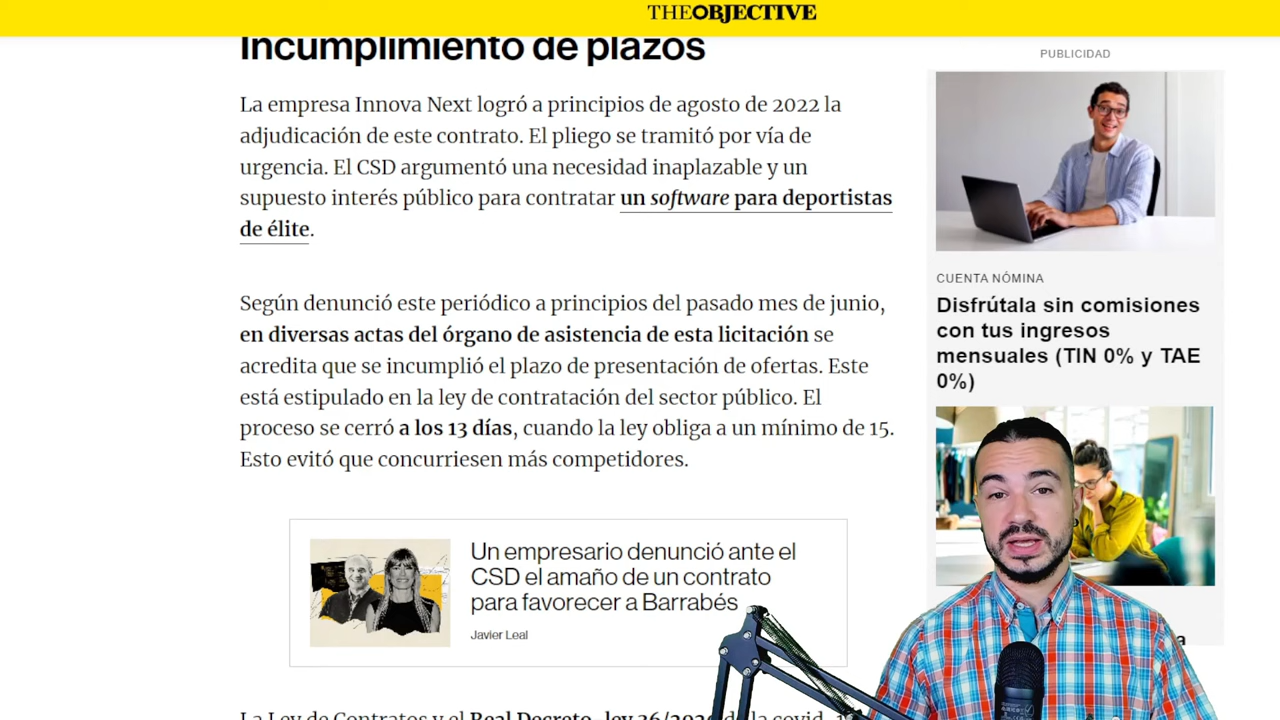 THEOBJECTIVE
Incumplimiento de plazos
La empresa Innova Next logró a principios de agosto de 2022 la
adjudicación de este contrato. El pliego se tramitó por vía de
urgencia. El CSD argumentó una necesidad inaplazable y un
supuesto interés público para contratar un software para deportistas
de élite.
Según denunció este periódico a principios del pasado mes de junio,
en diversas actas del órgano de asistencia de esta licitación se
acredita que se incumplió el plazo de presentación de ofertas. Este
está estipulado en la ley de contratación del sector público. El
proceso se cerró a los 13 días, cuando la ley obliga a un mínimo de 15.
Esto evitó que concurriesen más competidores.
Un empresario denunció ante el
CSD el amaño de un contrato
para favorecer a Barrabés
Javier Leal
La Ley de Contratos y el Real Decreto-ley 26/2020 de la covid-19
PUBLICIDAD
CUENTA NÓMINA
Disfrútala sin comisiones
con tus ingresos
mensuales (TIN 0% y TAE
0%)